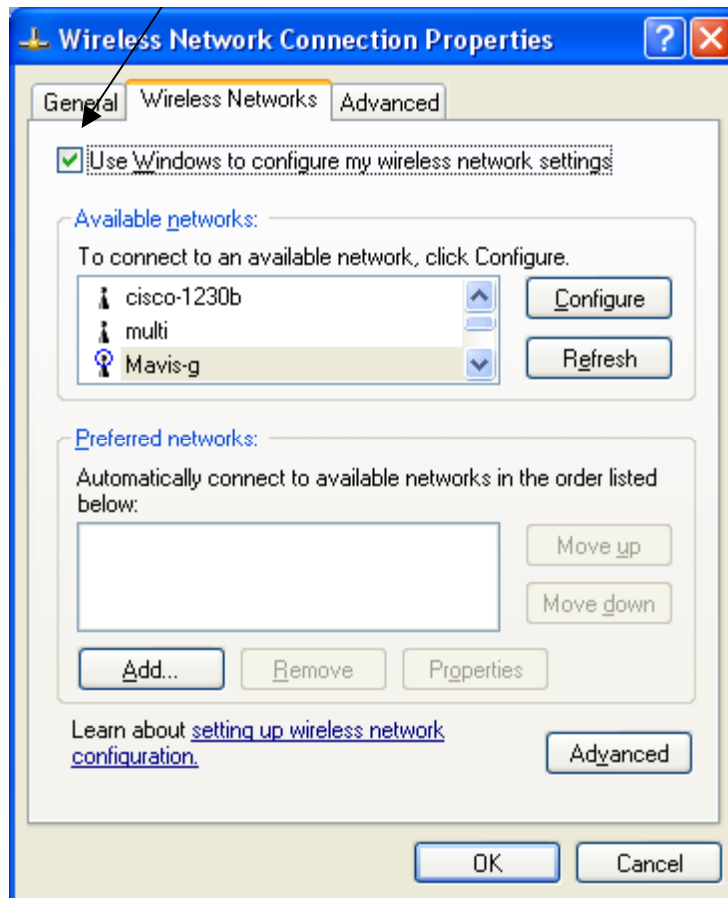 Wireless Network Connection Properties
General Wireless Networks Advanced
Use Windows to configure my wireless network settings
Available networks:
To connect to an available network, click Configure.
cisco-1230b
multi
Mavis-g
Configure
Refresh
Preferred networks:
Automatically connect to available networks in the order listed
below:
Move up
Move down
Add... Remove Properties
Learn about setting up wireless network
configuration.
Advanced
OK Cancel